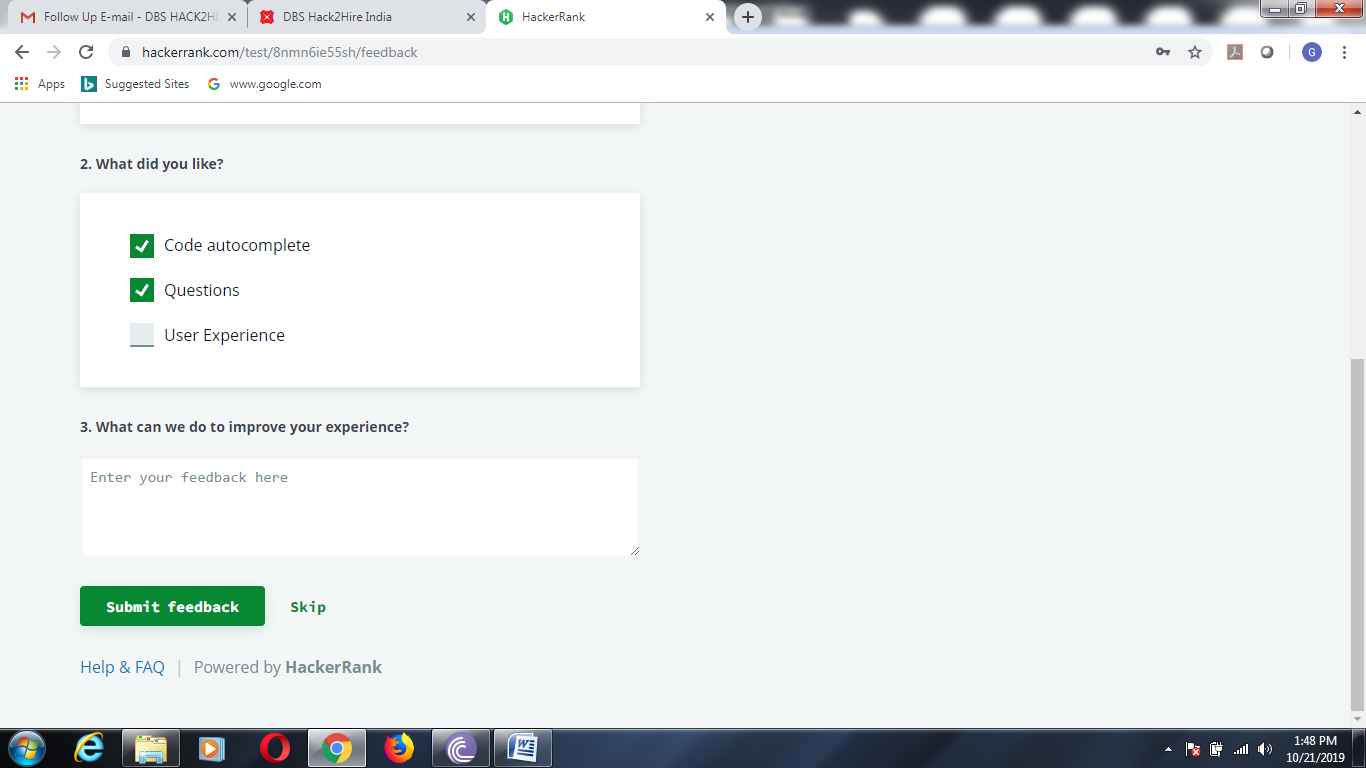 Follow Up E-mail - DBS HACK2HI
DBS Hack2Hire India
HackerRank
hackerrank.com/test/8nmn6ie55sh/feedback
G
Apps
Suggested Sites
www.google.com
2. What did you like?
Code autocomplete
Questions
User Experience
3. What can we do to improve your experience?
Enter your feedback here
Submit feedback
Skip
Help & FAQ | Powered by HackerRank
1:48 PM
10/21/2019